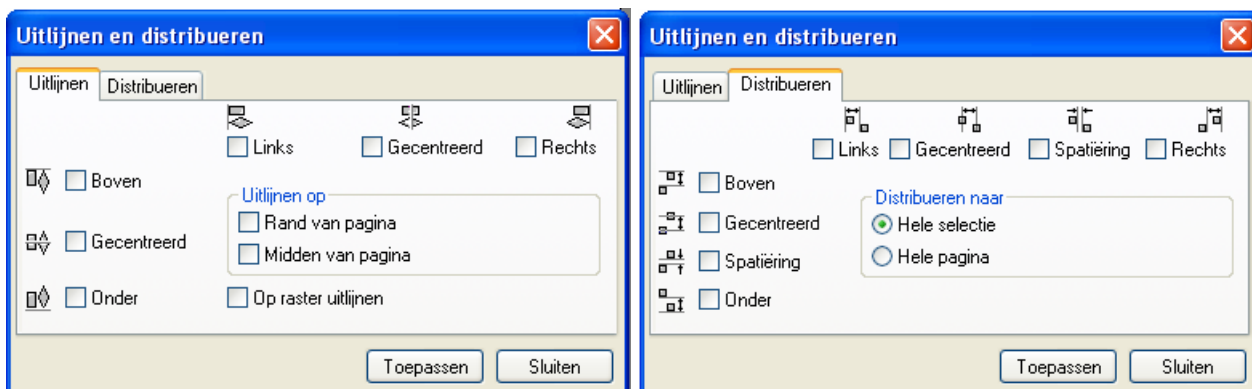 Uitlijnen en distribueren
Uitlijnen Distribueren
Links Gecentreerd Rechts
Boven
Uitlijnen op
Rand van pagina
Gecentreerd
Midden van pagina
Onder Op raster uitlijnen
Toepassen Sluiten
Uitlijnen en distribueren
Uitlijnen Distribueren
Links Gecentreerd Spatiëring Rechts
Boven
Distribueren naar
Gecentreerd Hele selectie
Spatiëring Hele pagina
Onder
Toepassen Sluiten